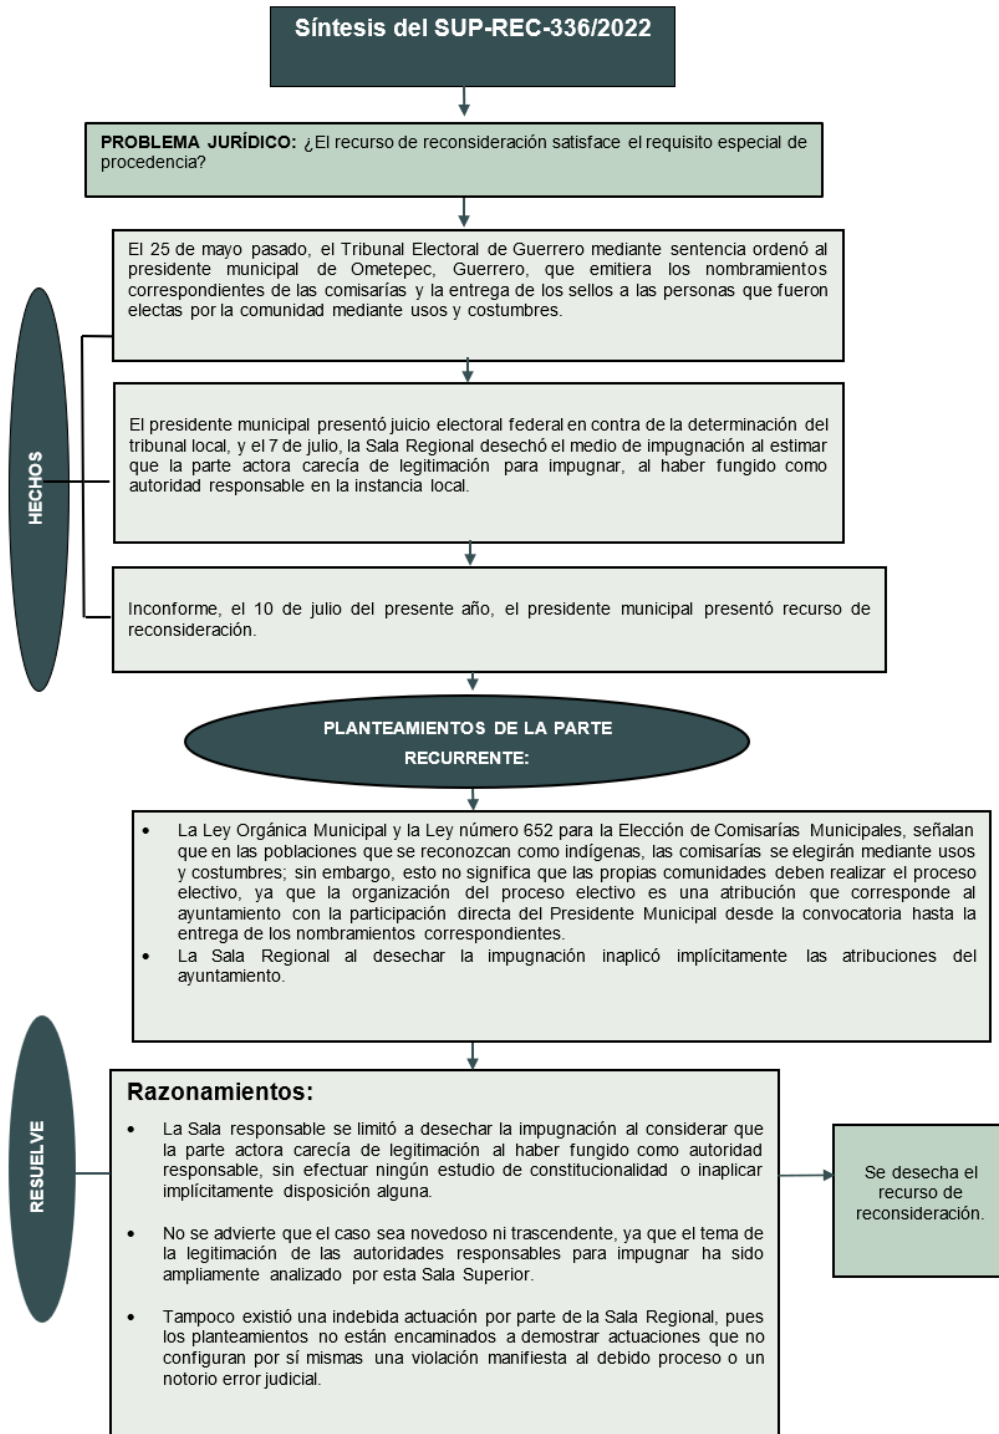 Síntesis del SUP-REC-336/2022
PROBLEMA JURÍDICO: ¿El recurso de reconsideración satisface el requisito especial de
procedencia?
HECHOS
El 25 de mayo pasado, el Tribunal Electoral de Guerrero mediante sentencia ordenó al
presidente municipal de Ometepec, Guerrero, que emitiera los nombramientos
correspondientes de las comisarías y la entrega de los sellos a las personas que fueron
electas por la comunidad mediante usos y costumbres.
El presidente municipal presentó juicio electoral federal en contra de la determinación del
tribunal local, y el 7 de julio, la Sala Regional desechó el medio de impugnación al estimar
que la parte actora carecía de legitimación para impugnar, al haber fungido como
autoridad responsable en la instancia local.
Inconforme, el 10 de julio del presente año, el presidente municipal presentó recurso de
reconsideración.
PLANTEAMIENTOS DE LA PARTE
RECURRENTE:
• La Ley Orgánica Municipal y la Ley número 652 para la Elección de Comisarías Municipales, señalan
que en las poblaciones que se reconozcan como indígenas, las comisarías se elegirán mediante usos
y costumbres; sin embargo, esto no significa que las propias comunidades deben realizar el proceso
electivo, ya que la organización del proceso electivo es una atribución que corresponde al
ayuntamiento con la participación directa del Presidente Municipal desde la convocatoria hasta la
entrega de los nombramientos correspondientes.
• La Sala Regional al desechar la impugnación inaplicó implícitamente las atribuciones del
ayuntamiento.
RESUELVE
Razonamientos:
• La Sala responsable se limitó a desechar la impugnación al considerar que
la parte actora carecía de legitimación al haber fungido como autoridad
responsable, sin efectuar ningún estudio de constitucionalidad o inaplicar
implícitamente disposición alguna.
• No se advierte que el caso sea novedoso ni trascendente, ya que el tema de
la legitimación de las autoridades responsables para impugnar ha sido
ampliamente analizado por esta Sala Superior.
• Tampoco existió una indebida actuación por parte de la Sala Regional, pues
los planteamientos no están encaminados a demostrar actuaciones que no
configuran por sí mismas una violación manifiesta al debido proceso o un
notorio error judicial.
Se desecha el
recurso de
reconsideración.